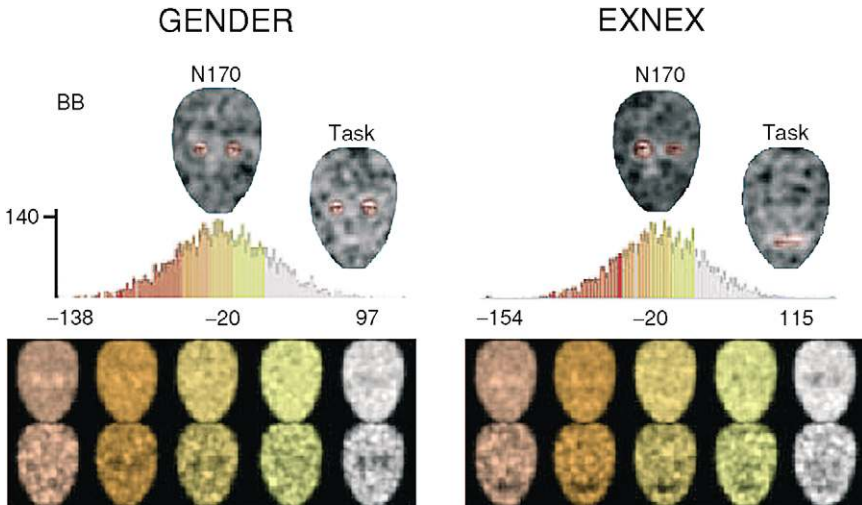 GENDER
EXNEX
N170
N170
BB
Task
Task
140
−138 −20 97
−154 −20 115